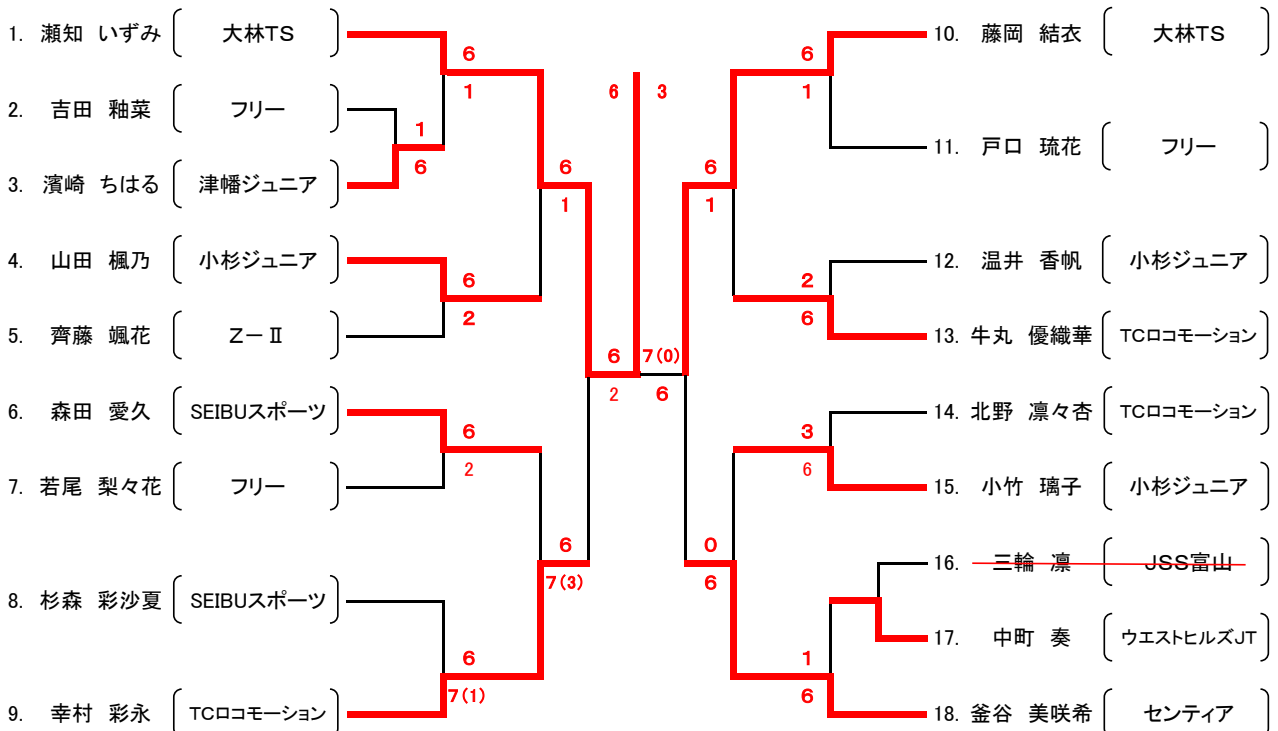 1. 瀬知 いずみ 大林TS
2. 吉田 釉菜 フリー
3. 濱崎 ちはる 津幡ジュニア
4. 山田 楓乃 小杉ジュニア
5. 齊藤 颯花 Z－Ⅱ
6. 森田 愛久 SEIBUスポーツ
7. 若尾 梨々花 フリー
8. 杉森 彩沙夏 SEIBUスポーツ
9. 幸村 彩永 TCロコモーション
6
1
1
6
6
1
6
2
6
2
6
7(3)
6
7(1)
6
2
6 3
7(0)
6
6
1
6
1
2
6
3
6
0
6
1
6
10. 藤岡 結衣 大林TS
11. 戸口 琉花 フリー
12. 温井 香帆 小杉ジュニア
13. 牛丸 優織華 TCロコモーション
14. 北野 凛々杏 TCロコモーション
15. 小竹 璃子 小杉ジュニア
16. 三輪 凛 JSS富山
17. 中町 奏 ウエストヒルズJT
18. 釜谷 美咲希 センティア